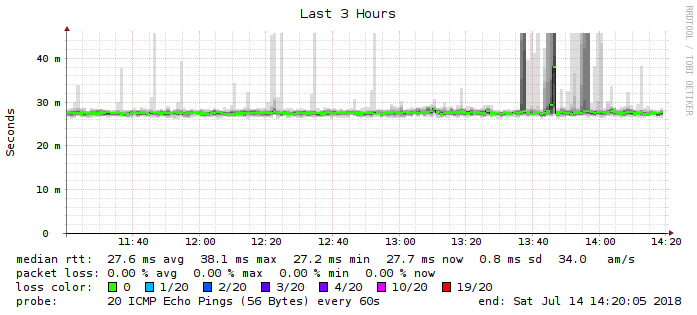 Last 3 Hours
RRDTOOL / TOBI OETIKER
Seconds
40 m
30 m
20 m
10 m
0
11:40 12:00 12:20 12:40 13:00 13:20 13:40 14:00 14:20
median rtt: 27.6 ms avg 38.1 ms max 27.2 ms min 27.7 ms now 0.8 ms sd 34.0 am/s
packet loss: 0.00 % avg 0.00 % max 0.00 % min 0.00 % now
loss color: 0 1/20 2/20 3/20 4/20 10/20 19/20
probe: 20 ICMP Echo Pings (56 Bytes) every 60s end: Sat Jul 14 14:20:05 2018